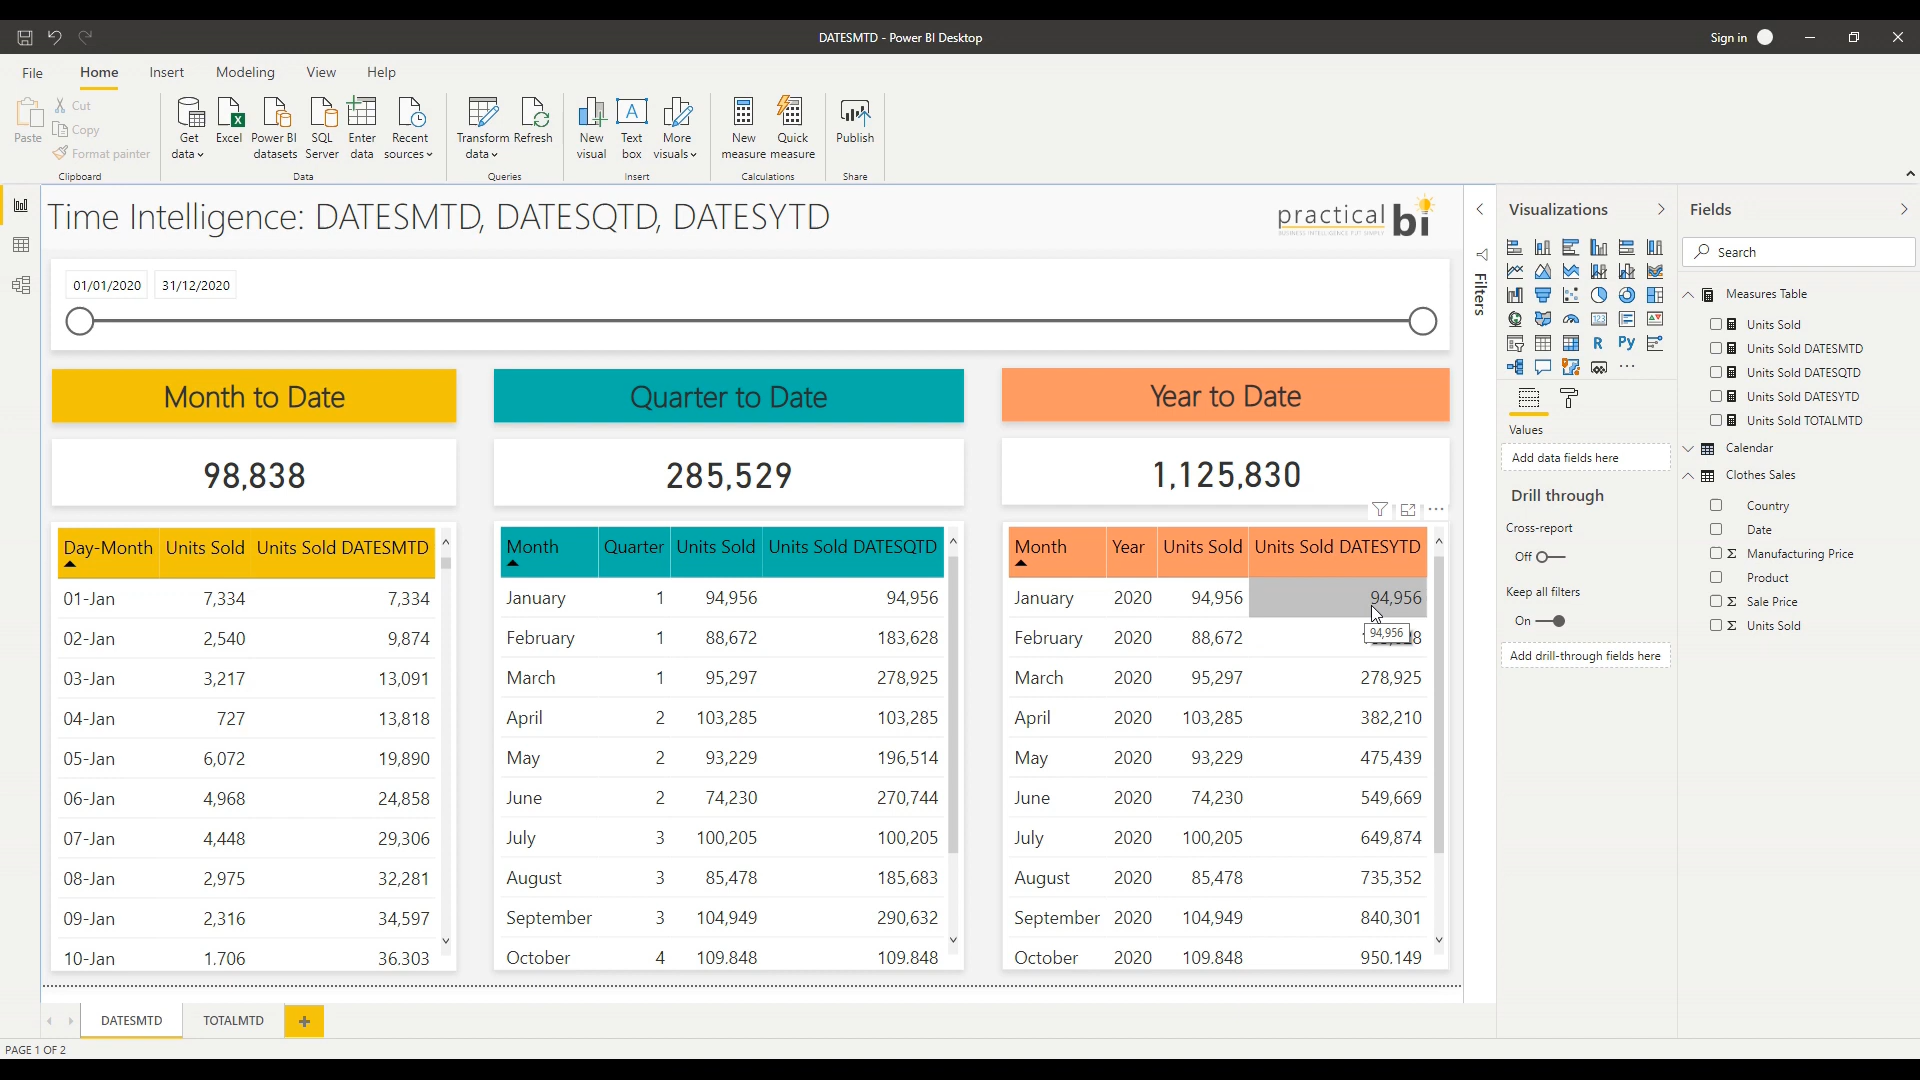 DATESMTD - Power BI Desktop
Sign in
File Home Insert Modeling View Help
Paste
Cut
Copy
Format painter
Clipboard
Get data
Excel
Power BI datasets
SQL Server
Enter data
Recent sources
Data
Transform data
Refresh
Queries
New visual
Text box
More visuals
Insert
New measure
Quick measure
Calculations
Publish
Share
Time Intelligence: DATESMTD, DATESQTD, DATESYTD
practical bi
01/01/2020 31/12/2020
Month to Date
98,838
Day-Month Units Sold Units Sold DATESMTD
01-Jan 7,334 7,334
02-Jan 2,540 9,874
03-Jan 3,217 13,091
04-Jan 727 13,818
05-Jan 6,072 19,890
06-Jan 4,968 24,858
07-Jan 4,448 29,306
08-Jan 2,975 32,281
09-Jan 2,316 34,597
10-Jan 1,706 36,303
Quarter to Date
285,529
Month Quarter Units Sold Units Sold DATESQTD
January 1 94,956 94,956
February 1 88,672 183,628
March 1 95,297 278,925
April 2 103,285 103,285
May 2 93,229 196,514
June 2 74,230 270,744
July 3 100,205 100,205
August 3 85,478 185,683
September 3 104,949 290,632
October 4 109,848 109,848
Year to Date
1,125,830
Month Year Units Sold Units Sold DATESYTD
January 2020 94,956 94,956
February 2020 88,672
94,956
March 2020 95,297 278,925
April 2020 103,285 382,210
May 2020 93,229 475,439
June 2020 74,230 549,669
July 2020 100,205 649,874
August 2020 85,478 735,352
September 2020 104,949 840,301
October 2020 109,848 950,149
Filters
Visualizations
R Py
Values
Add data fields here
Drill through
Cross-report
Off
Keep all filters
On
Add drill-through fields here
Fields
Search
Measures Table
Units Sold
Units Sold DATESMTD
Units Sold DATESQTD
Units Sold DATESYTD
Units Sold TOTALMTD
Calendar
Clothes Sales
Country
Date
Σ Manufacturing Price
Product
Σ Sale Price
Σ Units Sold
DATESMTD TOTALMTD
PAGE 1 OF 2